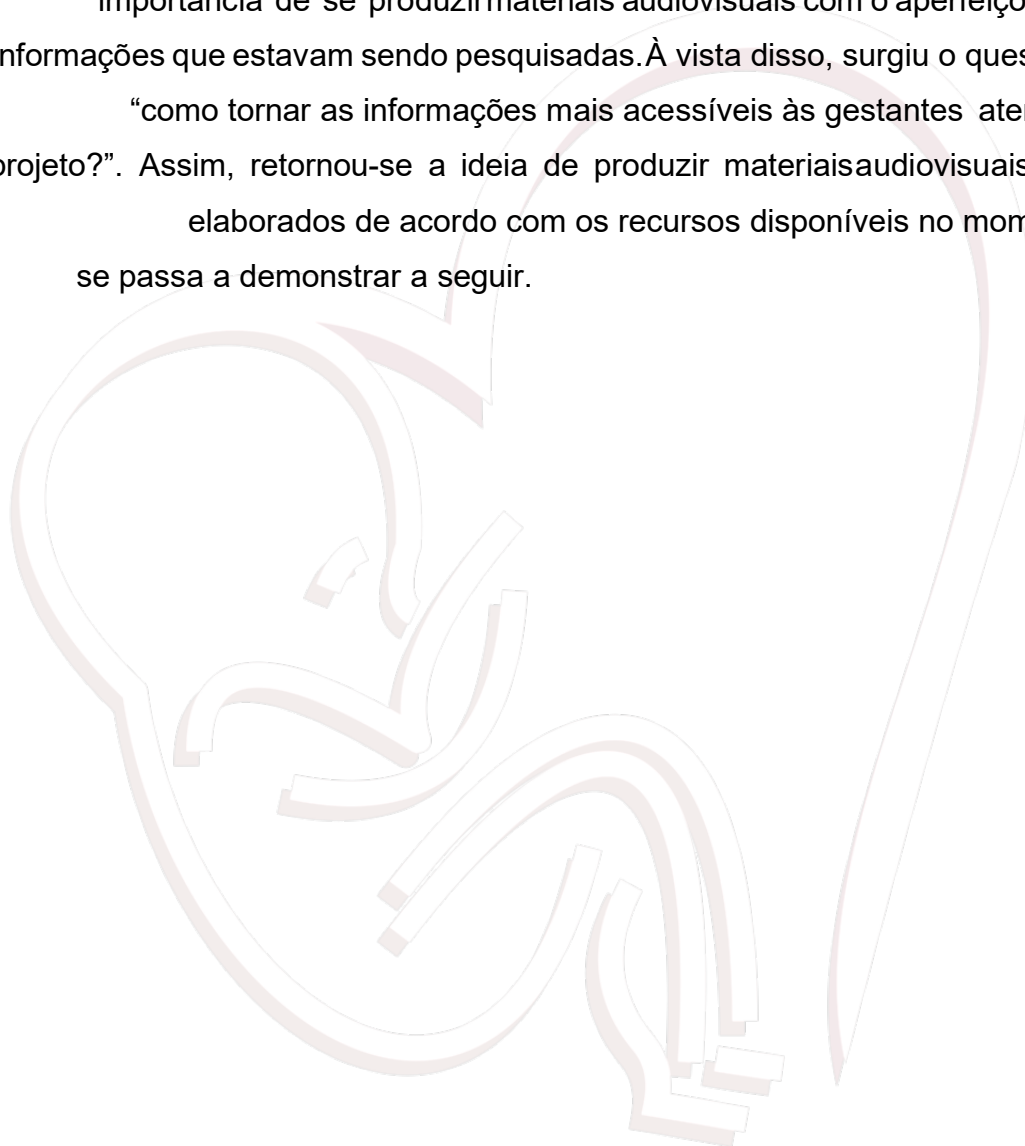 importância de se produzir materiais audiovisuais com o aperfeiço
nformações que estavam sendo pesquisadas. À vista disso, surgiu o ques
“como tornar as informações mais acessíveis às gestantes ate
projeto?”. Assim, retornou-se a ideia de produzir materiais audiovisuais
elaborados de acordo com os recursos disponíveis no mom
se passa a demonstrar a seguir.